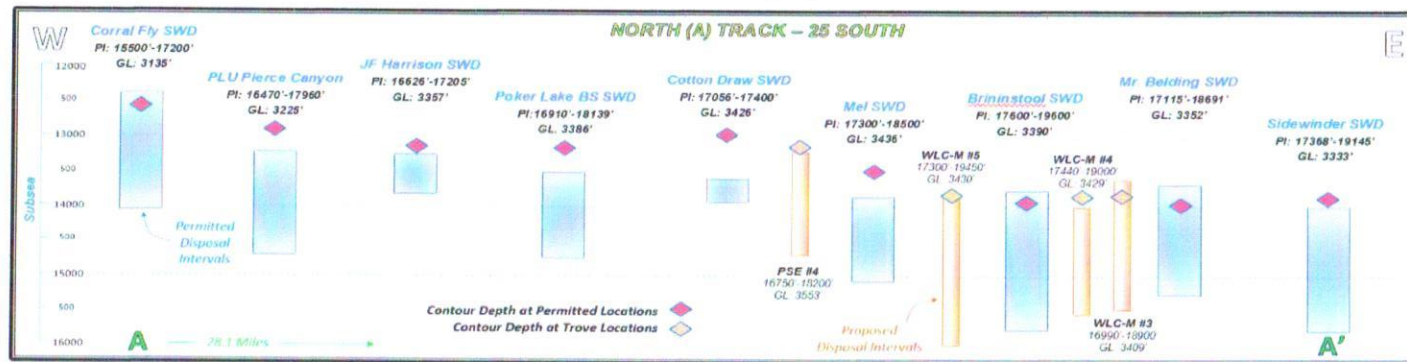 NORTH (A) TRACK – 25 SOUTH
W
E
Corral Fly SWD
PI: 15500'-17200'
GL: 3135'
PLU Pierce Canyon
PI: 16470'-17960'
GL: 3225'
JF Harrison SWD
PI: 16626'-17205'
GL: 3357'
Poker Lake BS SWD
PI:16910'-18139'
GL: 3386'
Cotton Draw SWD
PI: 17056'-17400'
GL: 3426'
Mel SWD
PI: 17300'-18500'
GL: 3436'
Brininstool SWD
PI: 17600'-19600'
GL: 3390'
Mr. Belding SWD
PI: 17115'-18691'
GL: 3352'
Sidewinder SWD
PI: 17368'-19145'
GL: 3333'
WLC-M #5
17300'-19450'
GL: 3430'
WLC-M #4
17440'-19000'
GL: 3429'
PSE #4
16750'-18200'
GL: 3553'
WLC-M #3
16990'-18900'
GL: 3409'
Subsea
12000
500
13000
500
14000
500
15000
500
16000
Permitted
Disposal
Intervals
Contour Depth at Permitted Locations
Contour Depth at Trove Locations
Proposed
Disposal Intervals
A
28.1 Miles
A'